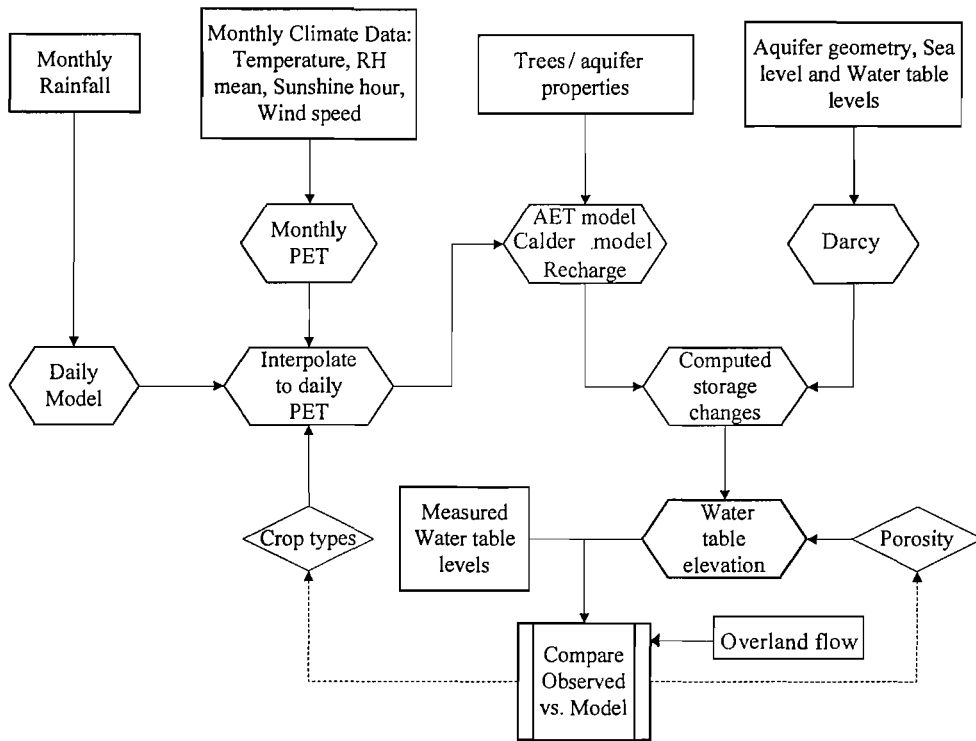 Monthly
Rainfall
Monthly Climate Data:
Temperature, RH
mean, Sunshine hour,
Wind speed
Trees / aquifer
properties
Aquifer geometry, Sea
level and Water table
levels
Monthly
PET
AET model
Calder .model
Recharge
Darcy
Daily
Model
Interpolate
to daily
PET
Computed
storage
changes
Crop types
Measured
Water table
levels
Water
table
elevation
Porosity
Compare
Observed
vs. Model
Overland flow